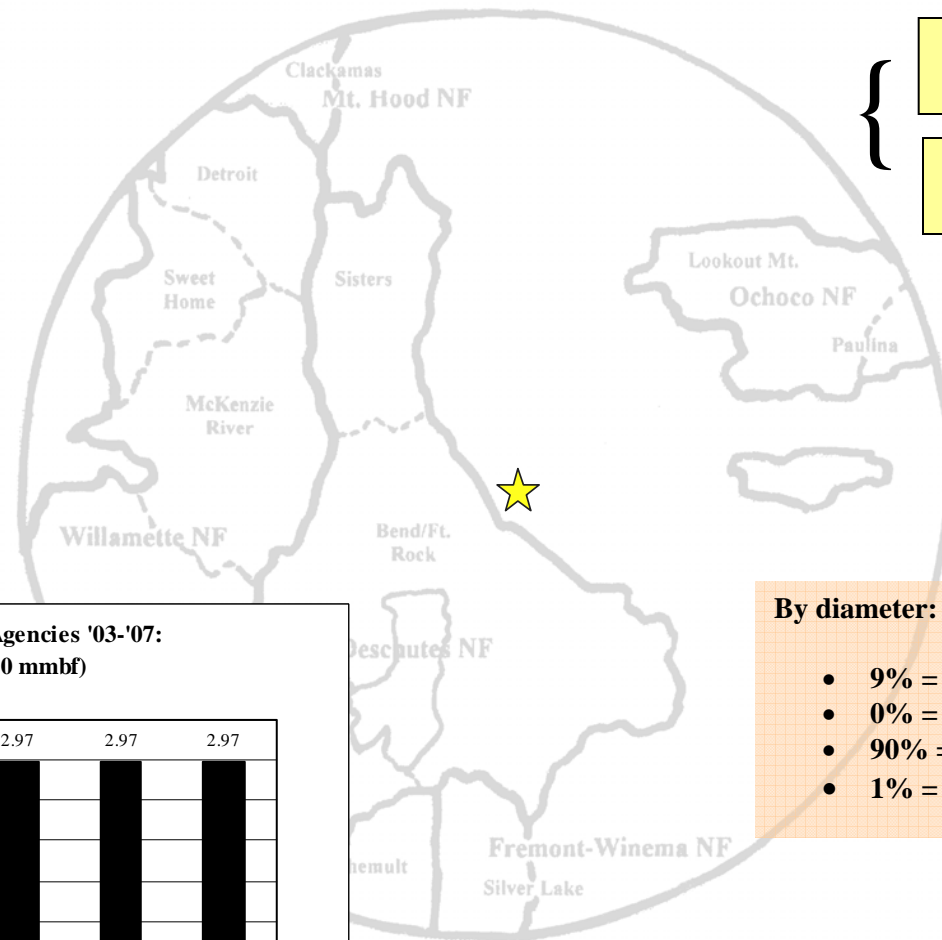 Clackamas
Mt. Hood NF
Detroit
Sweet
Home
Sisters
Lookout Mt.
Ochoco NF
Paulina
McKenzie
River
Willamette NF
Bend/Ft.
Rock
Deschutes NF
Fremont-Winema NF
Silver Lake
hemult
{
Agencies '03-'07:
0 mmbf)
2.97 2.97 2.97
By diameter:
• 9% =
• 0% =
• 90% =
• 1% =